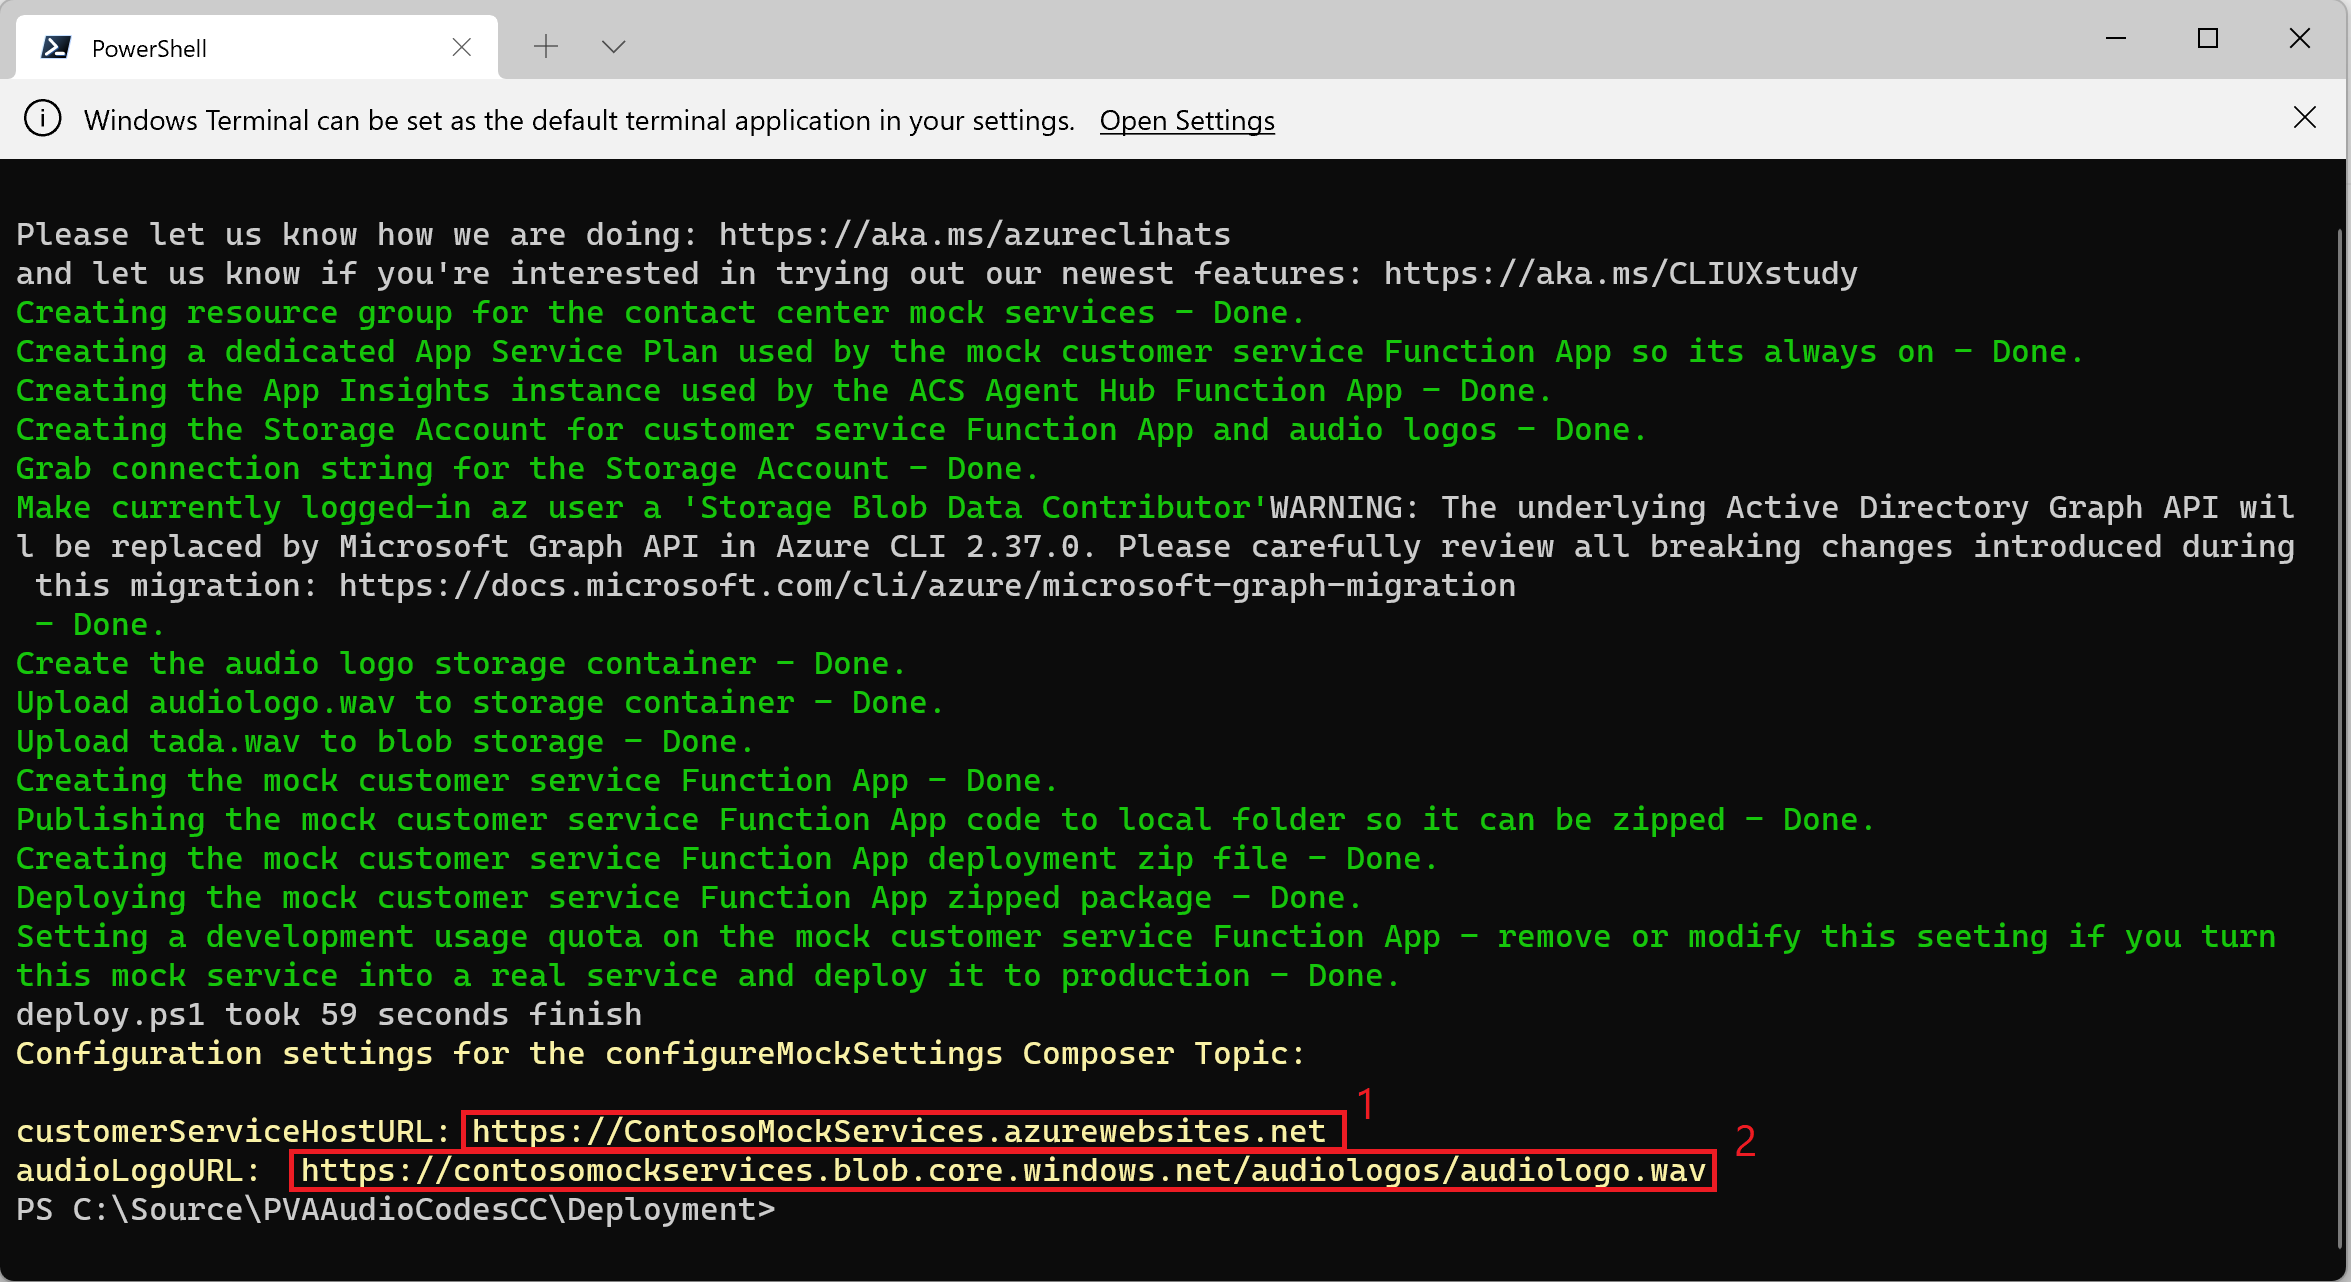 PowerShell
Windows Terminal can be set as the default terminal application in your settings. Open Settings
Please let us know how we are doing: https://aka.ms/azureclihats
and let us know if you're interested in trying out our newest features: https://aka.ms/CLIUXstudy
Creating resource group for the contact center mock services - Done.
Creating a dedicated App Service Plan used by the mock customer service Function App so its always on - Done.
Creating the App Insights instance used by the ACS Agent Hub Function App - Done.
Creating the Storage Account for customer service Function App and audio logos - Done.
Grab connection string for the Storage Account - Done.
Make currently logged-in az user a 'Storage Blob Data Contributor'WARNING: The underlying Active Directory Graph API wil
l be replaced by Microsoft Graph API in Azure CLI 2.37.0. Please carefully review all breaking changes introduced during
this migration: https://docs.microsoft.com/cli/azure/microsoft-graph-migration
- Done.
Create the audio logo storage container - Done.
Upload audiologo.wav to storage container - Done.
Upload tada.wav to blob storage - Done.
Creating the mock customer service Function App - Done.
Publishing the mock customer service Function App code to local folder so it can be zipped - Done.
Creating the mock customer service Function App deployment zip file - Done.
Deploying the mock customer service Function App zipped package - Done.
Setting a development usage quota on the mock customer service Function App - remove or modify this seeting if you turn
this mock service into a real service and deploy it to production - Done.
deploy.ps1 took 59 seconds finish
Configuration settings for the configureMockSettings Composer Topic:
1
customerServiceHostURL: https://ContosoMockServices.azurewebsites.net
2
audioLogoURL: https://contosomockservices.blob.core.windows.net/audiologos/audiologo.wav
PS C:\Source\PVAAudioCodesCC\Deployment>